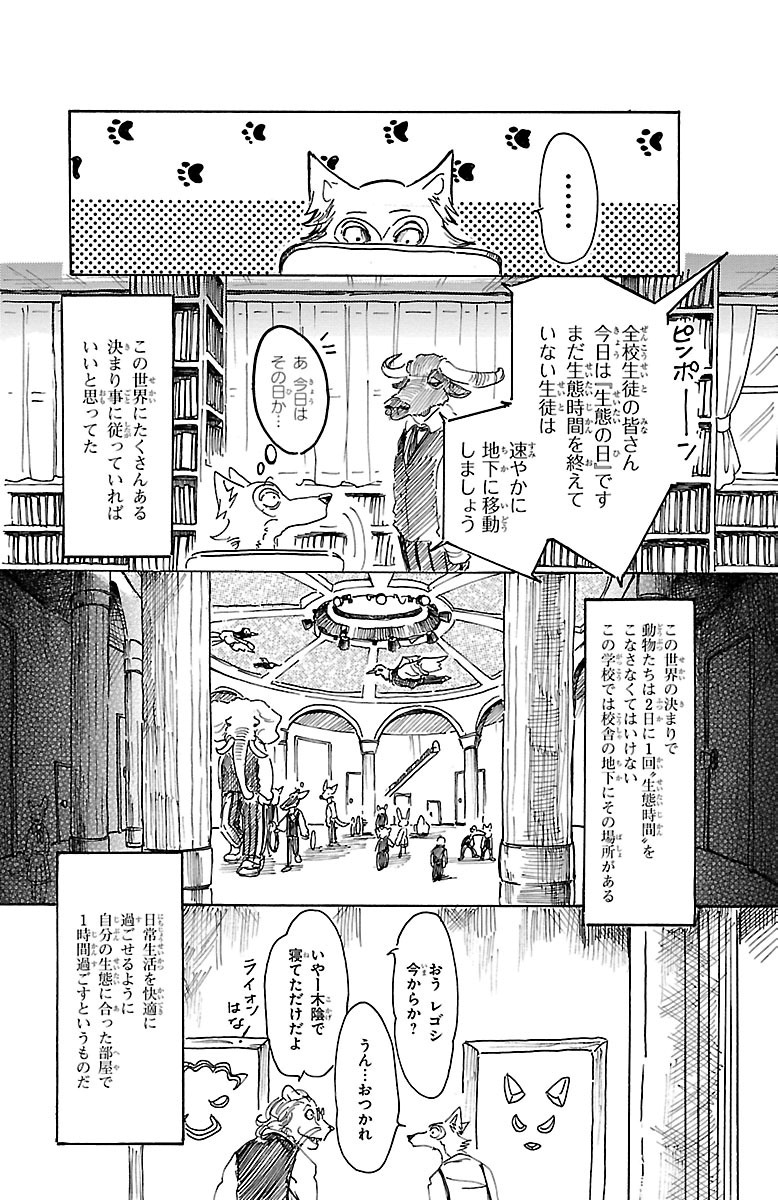 ・・・・・・
ピンポーン
全校生徒の皆さん
今日は『生態の日』です
まだ生態時間を終えて
いない生徒は
速やかに
地下に移動
しましょう
あ 今日は
その日か…
この世界にたくさんある
決まり事に従っていれば
いいと思ってた
この世界の決まりで
動物たちは2日に1回〝生態時間〟を
こなさなくてはいけない
この学校では校舎の地下にその場所がある
おう レゴシ
今からか？
うん…おつかれ
いやー木陰で
寝てただけだよ
ライオン
はな
日常生活を快適に
過ごせるように
自分の生態に合った部屋で
1時間過ごすというものだ